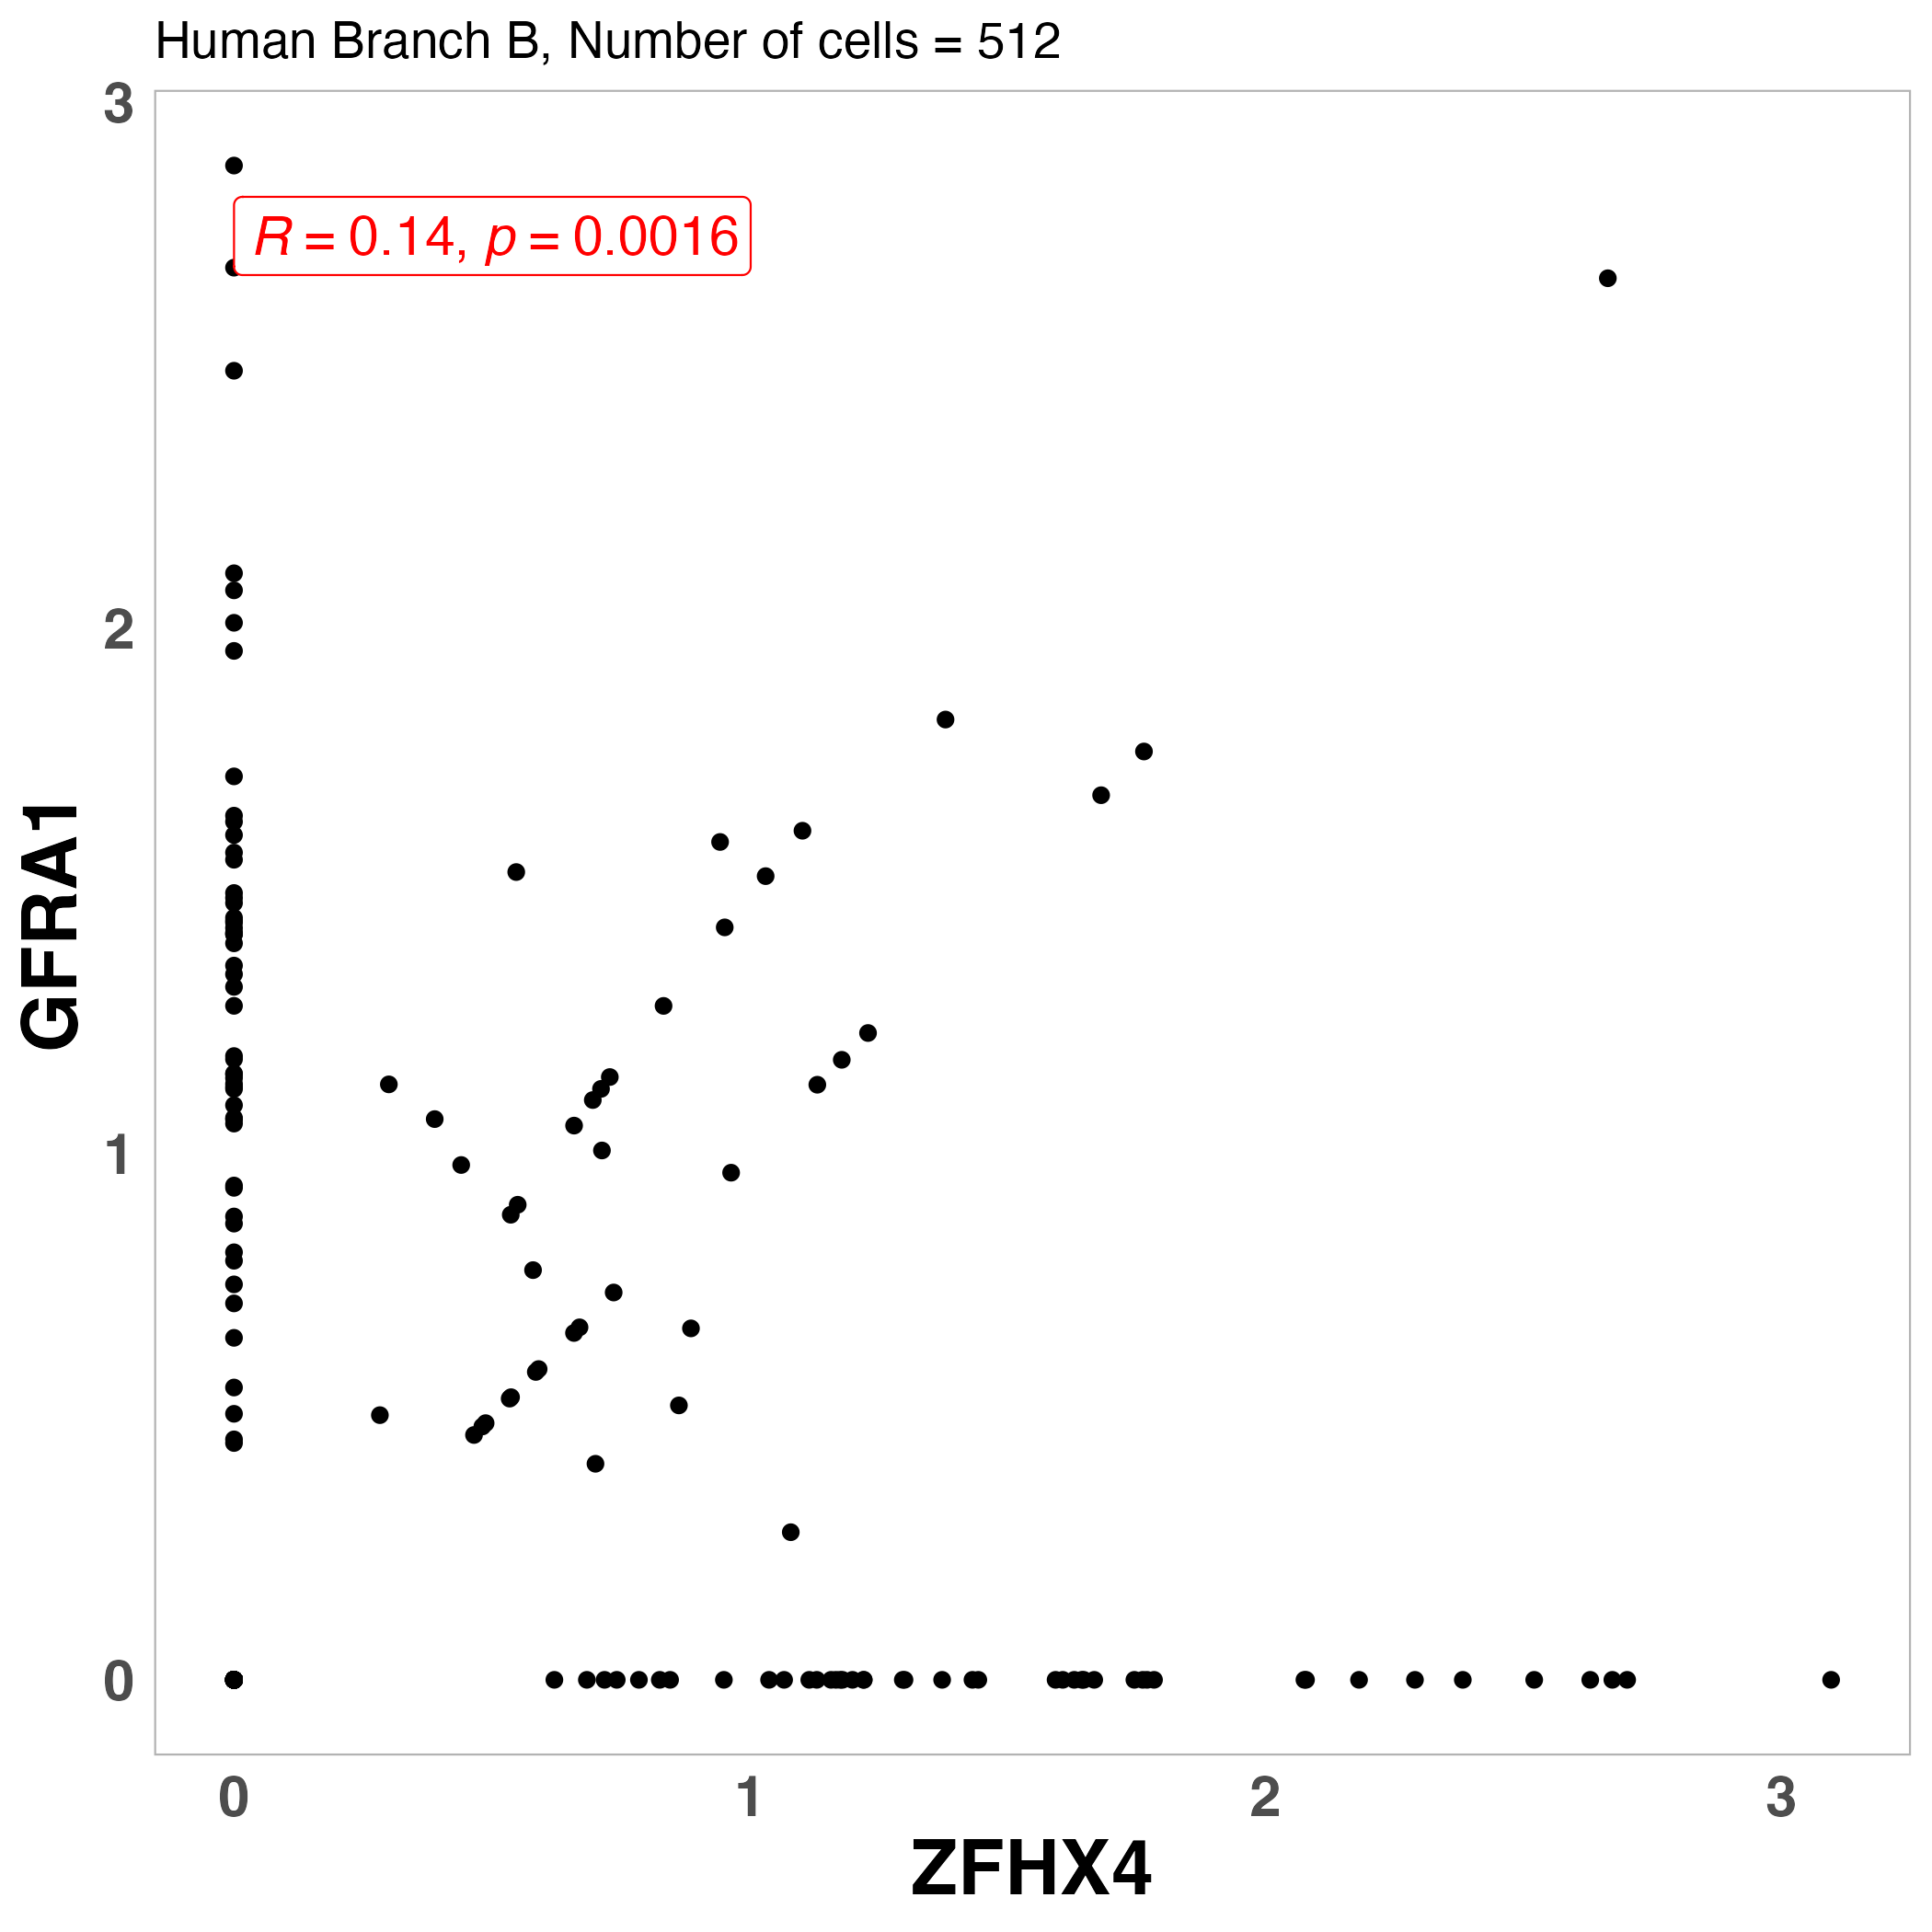 Human Branch B, Number of cells = 512
3
R = 0.14, p = 0.0016
2
GFRA1
1
0
0 1 2 3
ZFHX4